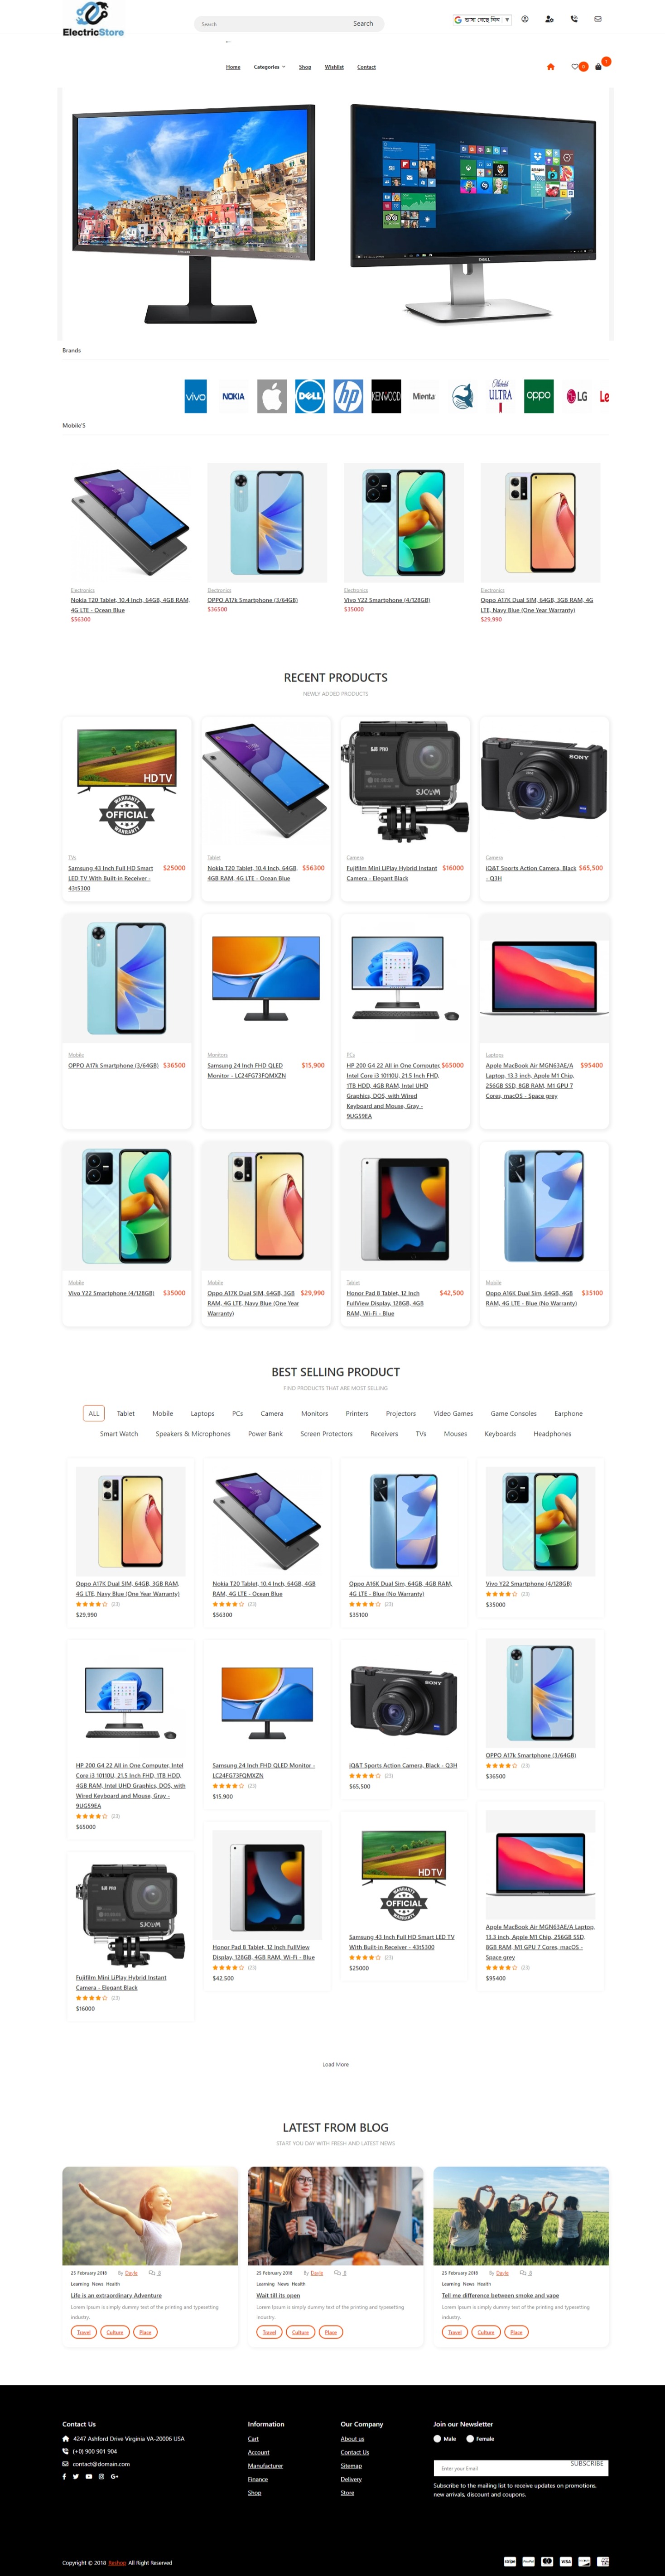 ElectricStore
Search
Search
ভাষা বেছে নিন
Home
Categories
Shop
Wishlist
Contact
0
1
DELL
Brands
vivo
NOKIA
DELL
hp
KENWOOD
Mienta
ULTRA
oppo
LG
Le
Mobile'S
Electronics
Nokia T20 Tablet, 10.4 Inch, 64GB, 4GB RAM,
4G LTE - Ocean Blue
$56300
Electronics
OPPO A17k Smartphone (3/64GB)
$36500
Electronics
Vivo Y22 Smartphone (4/128GB)
$35000
Electronics
Oppo A17K Dual SIM, 64GB, 3GB RAM, 4G
LTE, Navy Blue (One Year Warranty)
$29,990
RECENT PRODUCTS
NEWLY ADDED PRODUCTS
HD TV
WARRANTY
OFFICIAL
WARRANTY
TVs
Samsung 43 Inch Full HD Smart
LED TV With Built-in Receiver -
43t5300
$25000
Tablet
Nokia T20 Tablet, 10.4 Inch, 64GB,
4GB RAM, 4G LTE - Ocean Blue
$56300
SJ8 PRO
SJCAM
Camera
Fujifilm Mini LiPlay Hybrid Instant
Camera - Elegant Black
$16000
SONY
Camera
IQ&T Sports Action Camera, Black
- Q3H
$65,500
Mobile
OPPO A17k Smartphone (3/64GB)
$36500
Monitors
Samsung 24 Inch FHD QLED
Monitor - LC24FG73FQMXZN
$15,900
PCs
HP 200 G4 22 All in One Computer,
Intel Core i3 10110U, 21.5 Inch FHD,
1TB HDD, 4GB RAM, Intel UHD
Graphics, DOS, with Wired
Keyboard and Mouse, Gray -
9UG59EA
$65000
Laptops
Apple MacBook Air MGN63AE/A
Laptop, 13.3 inch, Apple M1 Chip,
256GB SSD, 8GB RAM, M1 GPU 7
Cores, macOS - Space grey
$95400
Mobile
Vivo Y22 Smartphone (4/128GB)
$35000
Mobile
Oppo A17K Dual SIM, 64GB, 3GB
RAM, 4G LTE, Navy Blue (One Year
Warranty)
$29,990
Tablet
Honor Pad 8 Tablet, 12 Inch
FullView Display, 128GB, 4GB
RAM, Wi-Fi - Blue
$42,500
Mobile
Oppo A16K Dual Sim, 64GB, 4GB
RAM, 4G LTE - Blue (No Warranty)
$35100
BEST SELLING PRODUCT
FIND PRODUCTS THAT ARE MOST SELLING
ALL
Tablet
Mobile
Laptops
PCs
Camera
Monitors
Printers
Projectors
Video Games
Game Consoles
Earphone
Smart Watch
Speakers & Microphones
Power Bank
Screen Protectors
Receivers
TVs
Mouses
Keyboards
Headphones
Oppo A17K Dual SIM, 64GB, 3GB RAM,
4G LTE, Navy Blue (One Year Warranty)
(23)
$29,990
Nokia T20 Tablet, 10.4 Inch, 64GB, 4GB
RAM, 4G LTE - Ocean Blue
(23)
$56300
Oppo A16K Dual Sim, 64GB, 4GB RAM,
4G LTE - Blue (No Warranty)
(23)
$35100
Vivo Y22 Smartphone (4/128GB)
(23)
$35000
HP 200 G4 22 All in One Computer, Intel
Core i3 10110U, 21.5 Inch FHD, 1TB HDD,
4GB RAM, Intel UHD Graphics, DOS, with
Wired Keyboard and Mouse, Gray -
9UG59EA
(23)
$65000
Samsung 24 Inch FHD QLED Monitor -
LC24FG73FQMXZN
(23)
$15,900
SONY
IQ&T Sports Action Camera, Black - Q3H
(23)
$65,500
OPPO A17k Smartphone (3/64GB)
(23)
$36500
SJ8 PRO
SJCAM
Fujifilm Mini LiPlay Hybrid Instant
Camera - Elegant Black
(23)
$16000
Honor Pad 8 Tablet, 12 Inch FullView
Display, 128GB, 4GB RAM, Wi-Fi - Blue
(23)
$42,500
HD TV
WARRANTY
OFFICIAL
WARRANTY
Samsung 43 Inch Full HD Smart LED TV
With Built-in Receiver - 43t5300
(23)
$25000
Apple MacBook Air MGN63AE/A Laptop,
13.3 inch, Apple M1 Chip, 256GB SSD,
8GB RAM, M1 GPU 7 Cores, macOS -
Space grey
(23)
$95400
Load More
LATEST FROM BLOG
START YOU DAY WITH FRESH AND LATEST NEWS
25 February 2018 By Dayle 8
Learning News Health
Life is an extraordinary Adventure
Lorem Ipsum is simply dummy text of the printing and typesetting
industry.
Travel Culture Place
25 February 2018 By Dayle 8
Learning News Health
Wait till its open
Lorem Ipsum is simply dummy text of the printing and typesetting
industry.
Travel Culture Place
25 February 2018 By Dayle 8
Learning News Health
Tell me difference between smoke and vape
Lorem Ipsum is simply dummy text of the printing and typesetting
industry.
Travel Culture Place
Contact Us
4247 Ashford Drive Virginia VA-20006 USA
(+0) 900 901 904
contact@domain.com
Information
Cart
Account
Manufacturer
Finance
Shop
Our Company
About us
Contact Us
Sitemap
Delivery
Store
Join our Newsletter
Male
Female
Enter your Email
SUBSCRIBE
Subscribe to the mailing list to receive updates on promotions,
new arrivals, discount and coupons.
Copyright © 2018 Reshop All Right Reserved
stripe
PayPal
VISA